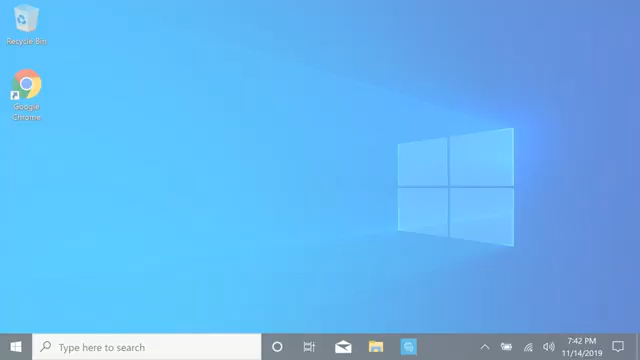 Recycle Bin
Google
Chrome
Type here to search
7:42 PM
11/14/2019